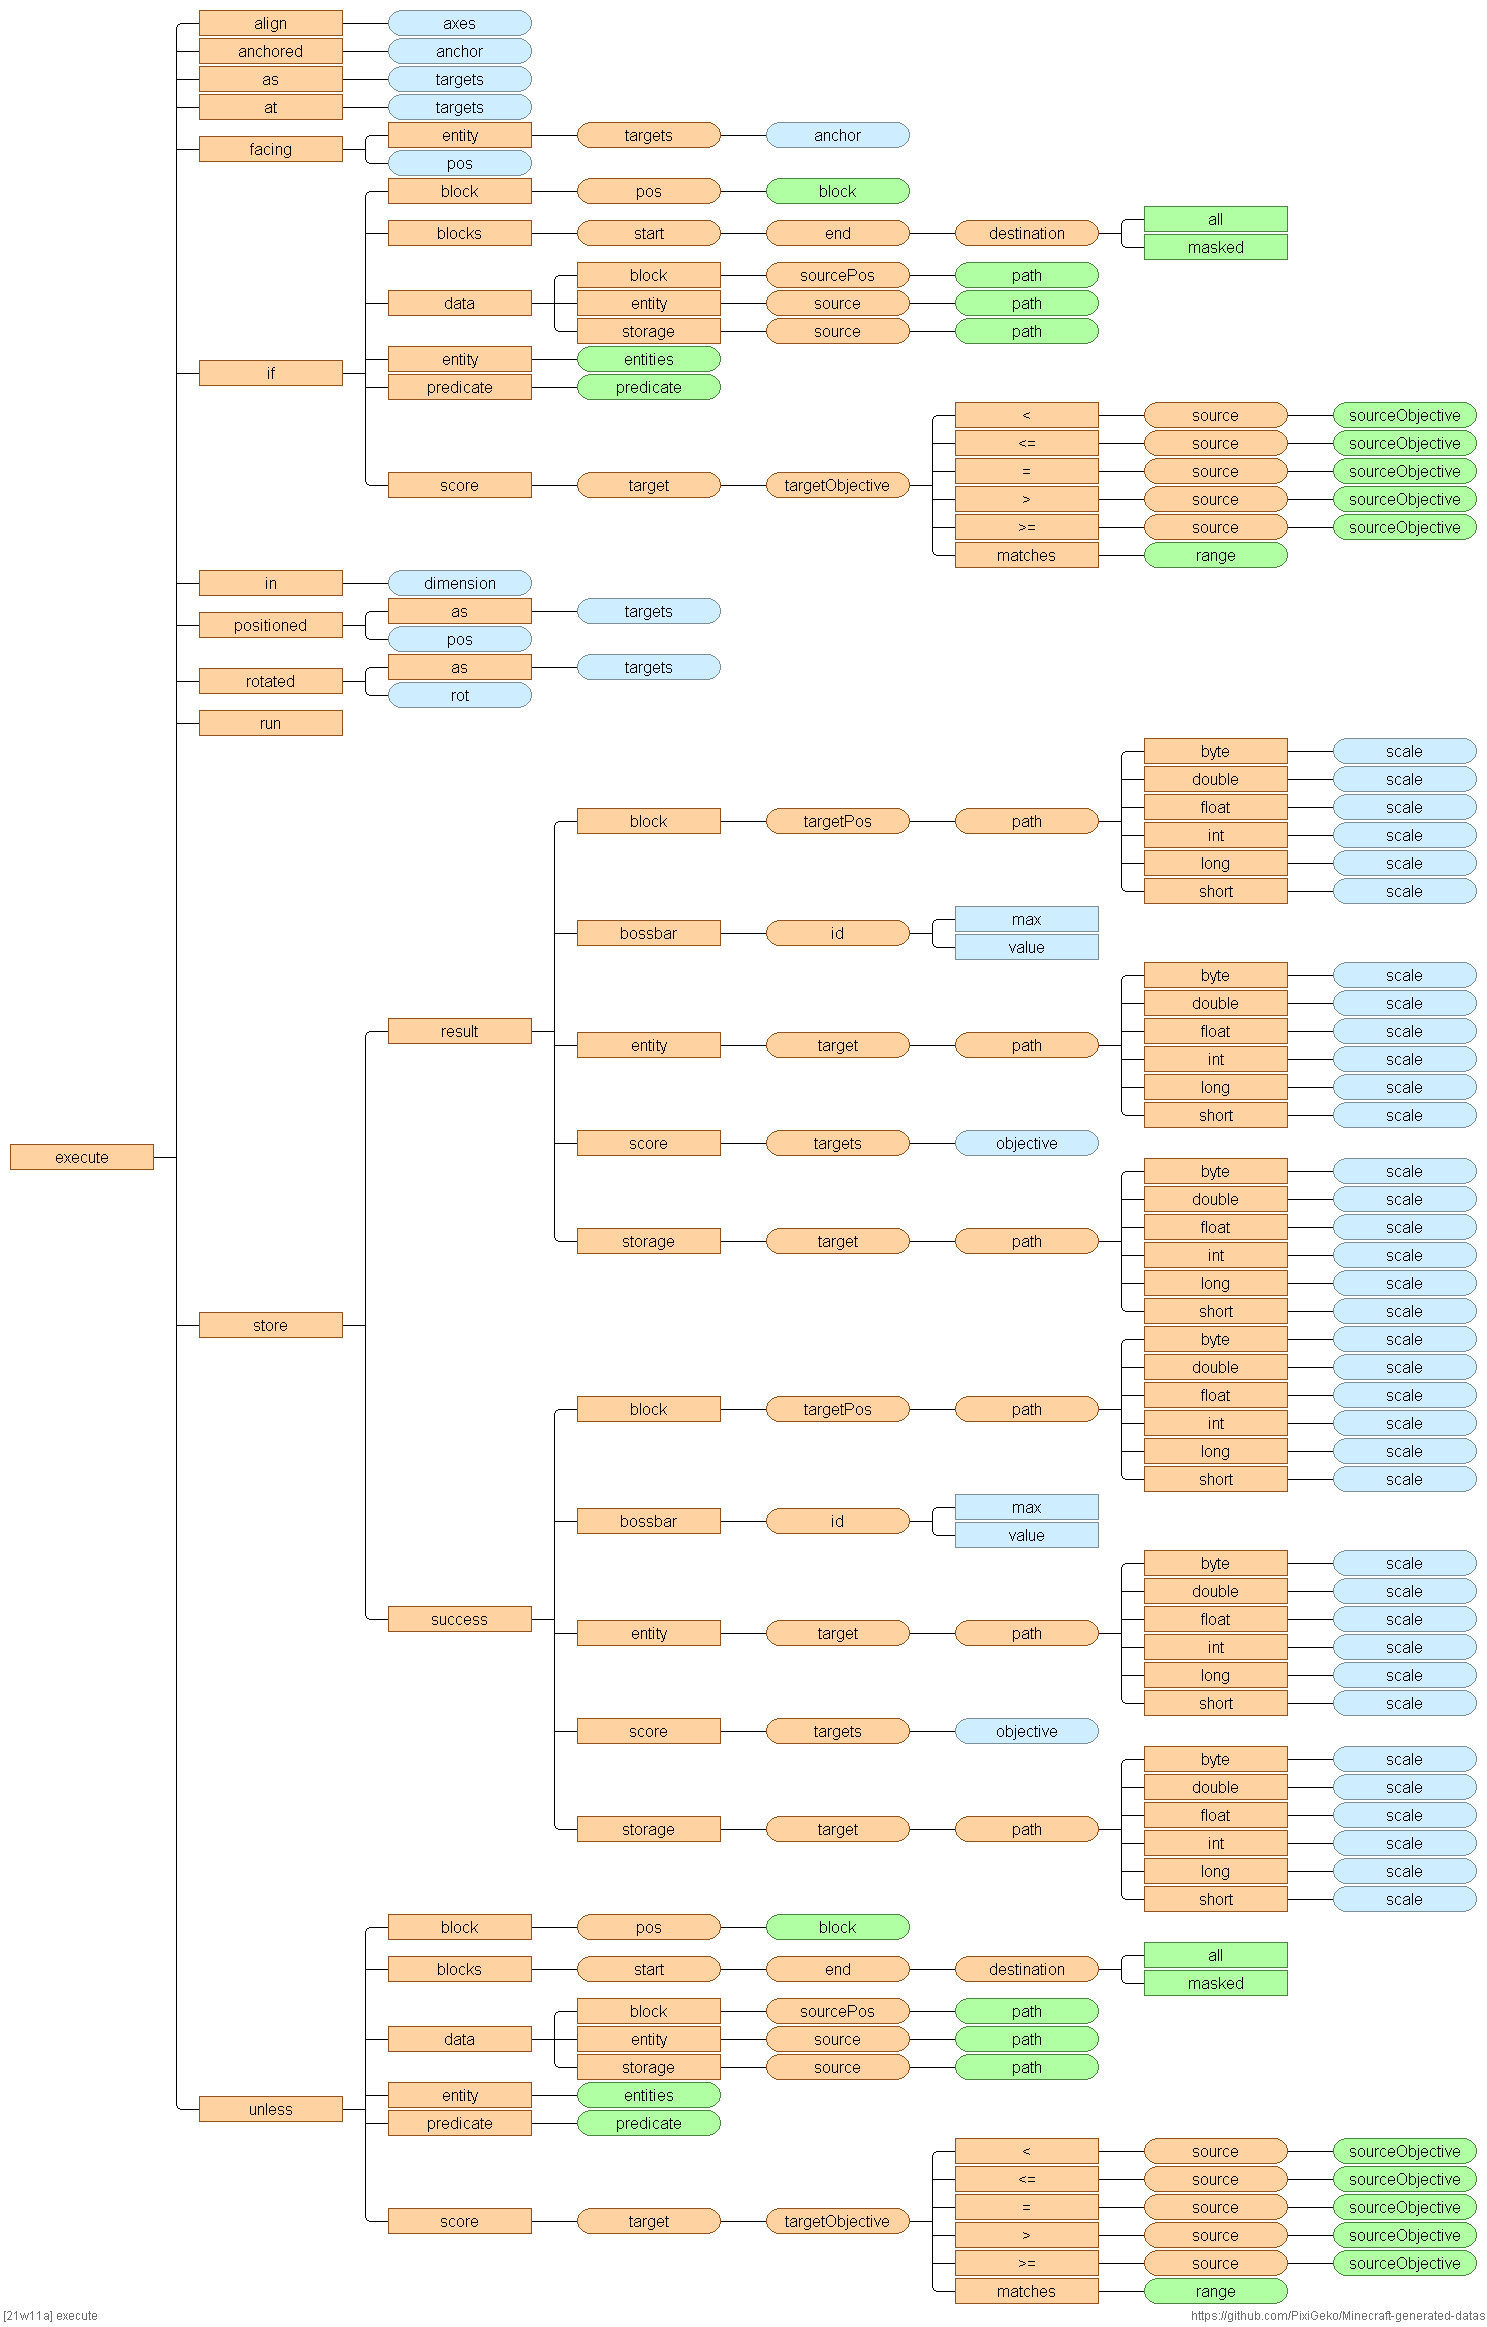 align axes
anchored anchor
as targets
at targets
entity targets anchor
facing
pos
block pos block
all
blocks start end destination
masked
block sourcePos path
data entity source path
storage source path
entity entities
if
predicate predicate
< source sourceObjective
<= source sourceObjective
= source sourceObjective
score target targetObjective
> source sourceObjective
>= source sourceObjective
matches range
in dimension
as targets
positioned
pos
as targets
rotated
rot
run
byte scale
double scale
float scale
block targetPos path
int scale
long scale
short scale
max
bossbar id
value
byte scale
double scale
result float scale
entity target path
int scale
long scale
short scale
score targets objective
execute
byte scale
double scale
float scale
storage target path
int scale
long scale
short scale
store
byte scale
double scale
float scale
block targetPos path
int scale
long scale
short scale
max
bossbar id
value
byte scale
double scale
success float scale
entity target path
int scale
long scale
short scale
score targets objective
byte scale
double scale
float scale
storage target path
int scale
long scale
short scale
block pos block
all
blocks start end destination
masked
block sourcePos path
data entity source path
storage source path
entity entities
unless
predicate predicate
< source sourceObjective
<= source sourceObjective
= source sourceObjective
score target targetObjective
> source sourceObjective
>= source sourceObjective
matches range
[21w11a] execute
https://github.com/PixiGeko/Minecraft-generated-datas